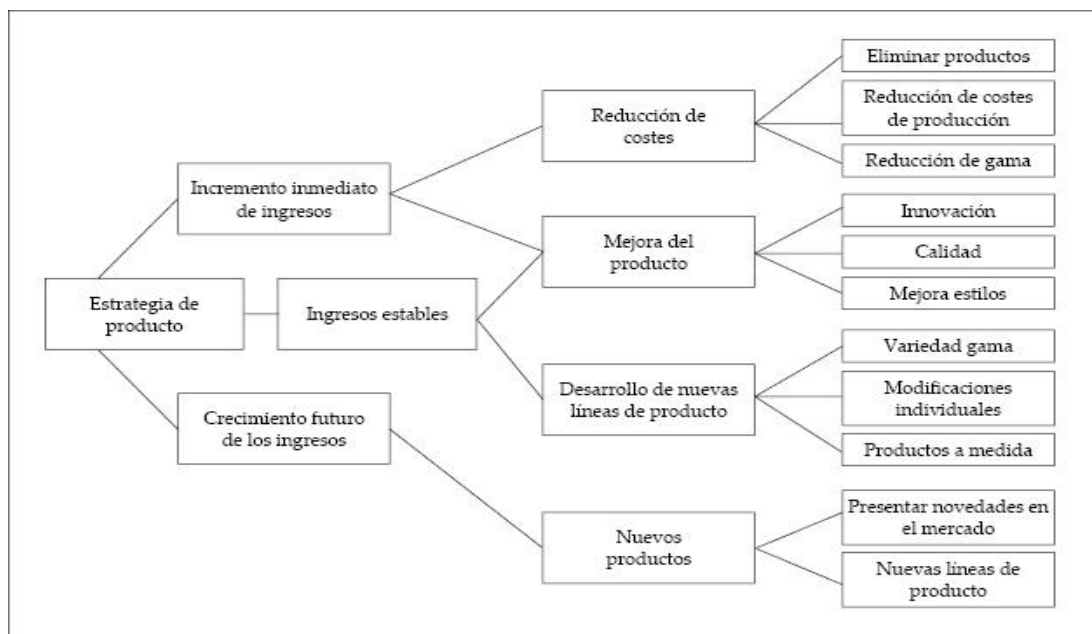 Estrategia de
producto
Incremento inmediato
de ingresos
Ingresos estables
Crecimiento futuro
de los ingresos
Reducción de
costes
Mejora del
producto
Desarrollo de nuevas
líneas de producto
Nuevos
productos
Eliminar productos
Reducción de costes
de producción
Reducción de gama
Innovación
Calidad
Mejora estilos
Variedad gama
Modificaciones
individuales
Productos a medida
Presentar novedades en
el mercado
Nuevas líneas de
producto